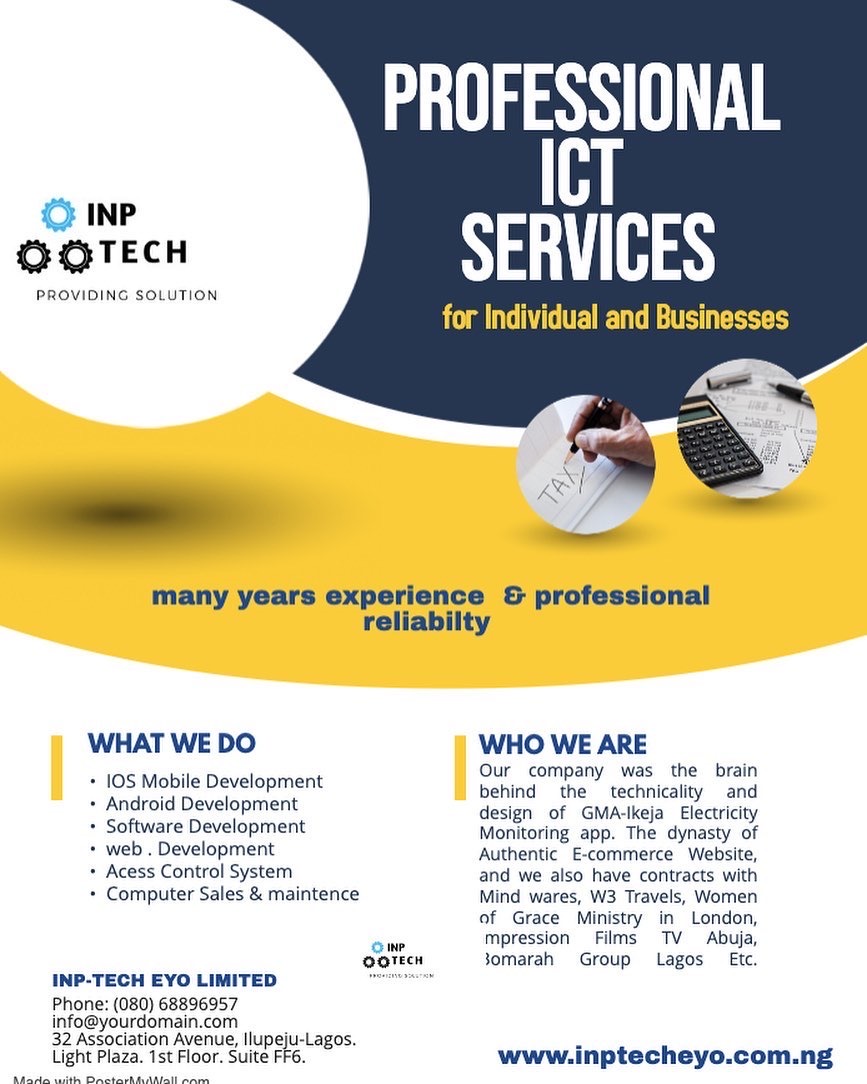 PROFESSIONAL
ICT
SERVICES
for Individual and Businesses
INP
TECH
PROVIDING SOLUTION
TAX
many years experience & professional
reliabilty
WHAT WE DO
• IOS Mobile Development
• Android Development
• Software Development
• web . Development
• Acess Control System
• Computer Sales & maintence
WHO WE ARE
Our company was the brain
behind the technicality and
design of GMA-Ikeja Electricity
Monitoring app. The dynasty of
Authentic E-commerce Website,
and we also have contracts with
Mind wares, W3 Travels, Women
of Grace Ministry in London,
mpression Films TV Abuja,
Bomarah Group Lagos Etc.
INP
TECH
PROVIDING SOLUTION
INP-TECH EYO LIMITED
Phone: (080) 68896957
info@yourdomain.com
32 Association Avenue, Ilupeju-Lagos.
Light Plaza. 1st Floor. Suite FF6.
www.inptecheyo.com.ng
Made with PosterMyWall.com